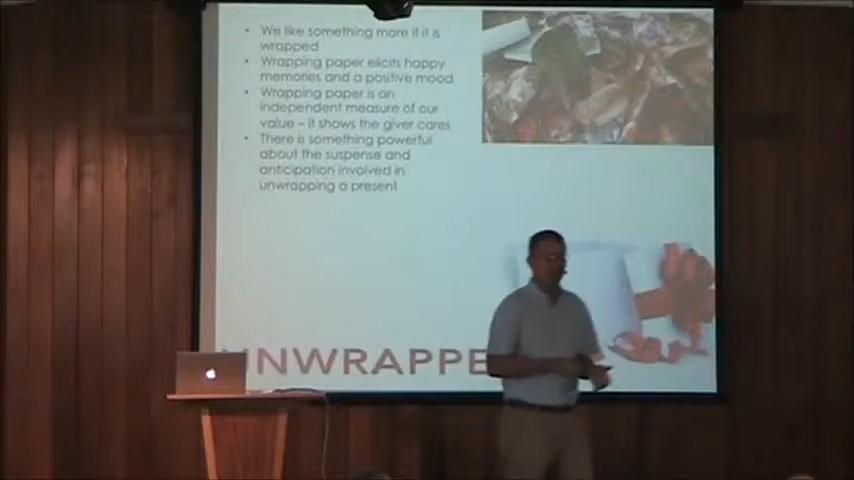 • We like something more if it is
wrapped
• Wrapping paper elicits happy
memories and a positive mood
• Wrapping paper is an
independent measure of our
value – it shows the giver cares
• There is something powerful
about the suspense and
anticipation involved in
unwrapping a present
UNWRAPPE